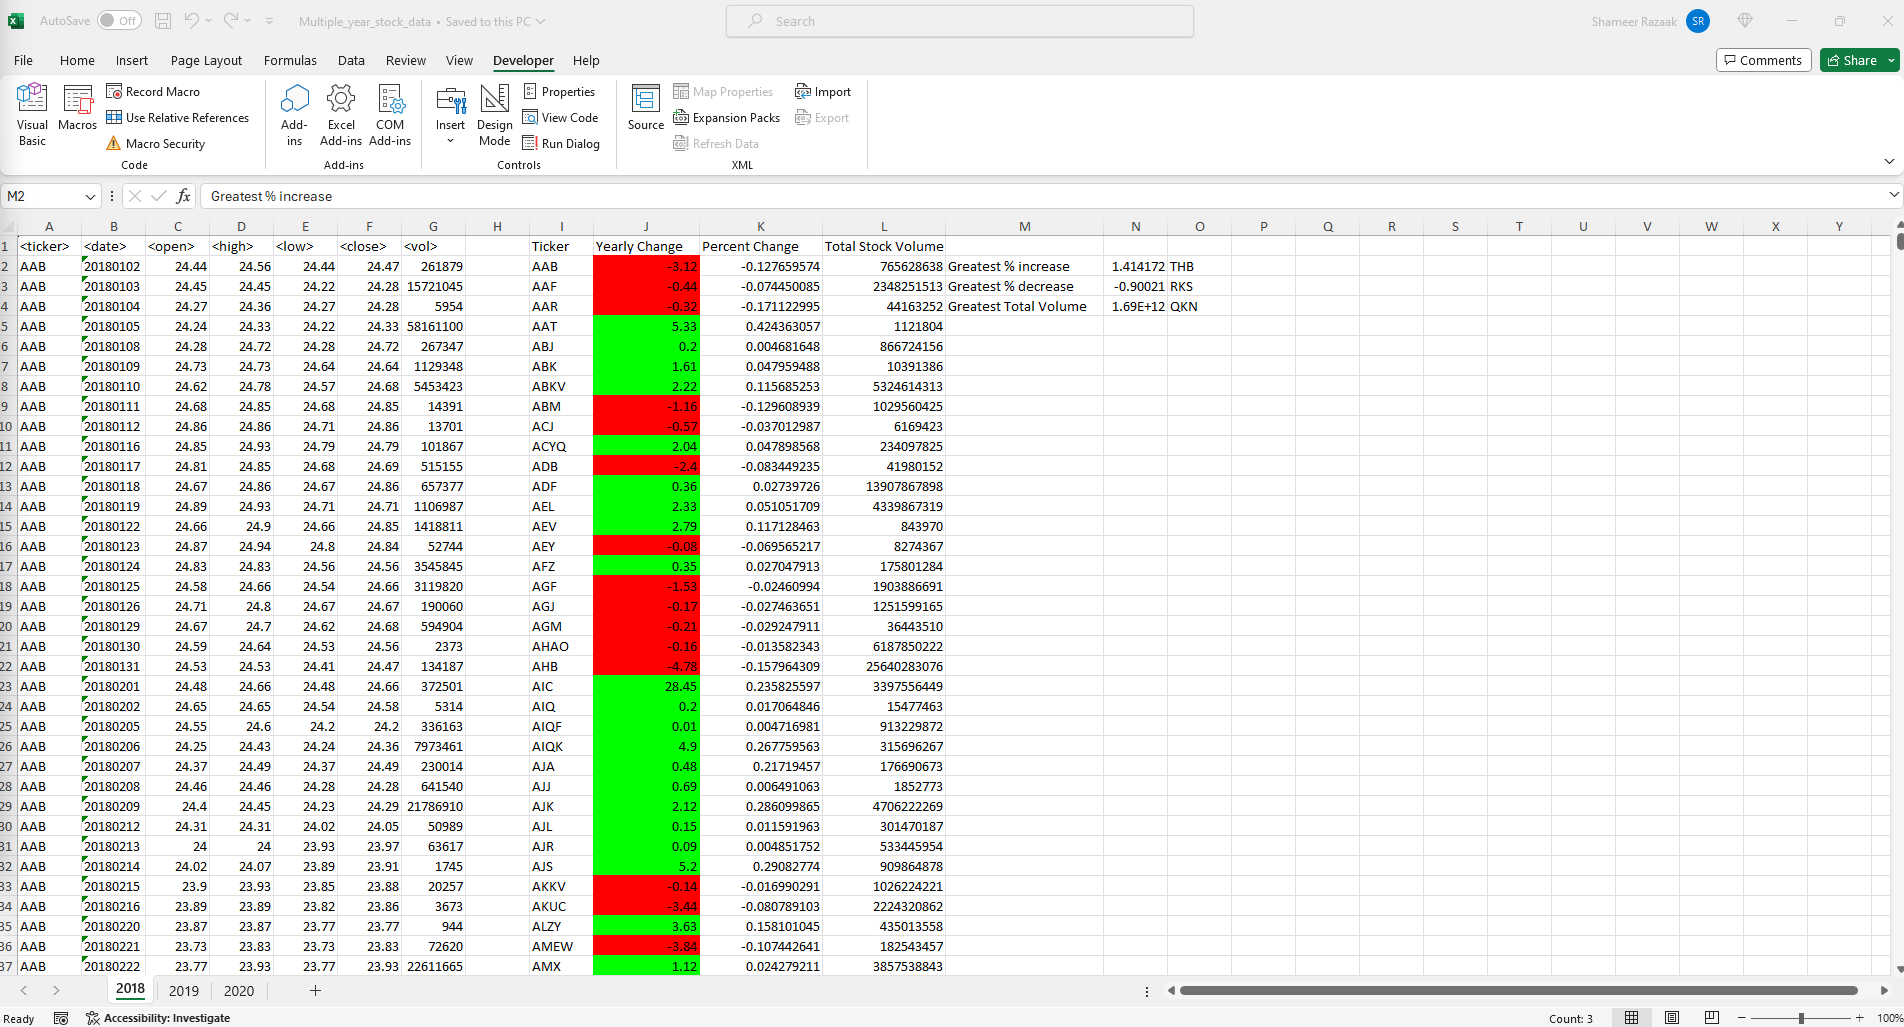 AutoSave Off Multiple_year_stock_data • Saved to this PC Search Shameer Razaak SR
File Home Insert Page Layout Formulas Data Review View Developer Help Comments Share
Visual Basic Macros Record Macro Use Relative References Macro Security Code
Add-ins Excel Add-ins COM Add-ins Add-ins
Insert Design Mode Properties View Code Run Dialog Controls
Source Map Properties Expansion Packs Refresh Data Import Export XML
M2 fx Greatest % increase
A B C D E F G H I J K L M N O P Q R S T U V W X Y
1 <ticker> <date> <open> <high> <low> <close> <vol> Ticker Yearly Change Percent Change Total Stock Volume
2 AAB 20180102 24.44 24.56 24.44 24.47 261879 AAB -3.12 -0.127659574 765628638 Greatest % increase 1.414172 THB
3 AAB 20180103 24.45 24.45 24.22 24.28 15721045 AAF -0.44 -0.074450085 2348251513 Greatest % decrease -0.90021 RKS
4 AAB 20180104 24.27 24.36 24.27 24.28 5954 AAR -0.32 -0.171122995 44163252 Greatest Total Volume 1.69E+12 QKN
5 AAB 20180105 24.24 24.33 24.22 24.33 58161100 AAT 5.33 0.424363057 1121804
6 AAB 20180108 24.28 24.72 24.28 24.72 267347 ABJ 0.2 0.004681648 866724156
7 AAB 20180109 24.73 24.73 24.64 24.64 1129348 ABK 1.61 0.047959488 10391386
8 AAB 20180110 24.62 24.78 24.57 24.68 5453423 ABKV 2.22 0.115685253 5324614313
9 AAB 20180111 24.68 24.85 24.68 24.85 14391 ABM -1.16 -0.129608939 1029560425
10 AAB 20180112 24.86 24.86 24.71 24.86 13701 ACJ -0.57 -0.037012987 6169423
11 AAB 20180116 24.85 24.93 24.79 24.79 101867 ACYQ 2.04 0.047898568 234097825
12 AAB 20180117 24.81 24.85 24.68 24.69 515155 ADB -2.4 -0.083449235 41980152
13 AAB 20180118 24.67 24.86 24.67 24.86 657377 ADF 0.36 0.02739726 13907867898
14 AAB 20180119 24.89 24.93 24.71 24.71 1106987 AEL 2.33 0.051051709 4339867319
15 AAB 20180122 24.66 24.9 24.66 24.85 1418811 AEV 2.79 0.117128463 843970
16 AAB 20180123 24.87 24.94 24.8 24.84 52744 AEY -0.08 -0.069565217 8274367
17 AAB 20180124 24.83 24.83 24.56 24.56 3545845 AFZ 0.35 0.027047913 175801284
18 AAB 20180125 24.58 24.66 24.54 24.66 3119820 AGF -1.53 -0.02460994 1903886691
19 AAB 20180126 24.71 24.8 24.67 24.67 190060 AGJ -0.17 -0.027463651 1251599165
20 AAB 20180129 24.67 24.7 24.62 24.68 594904 AGM -0.21 -0.029247911 36443510
21 AAB 20180130 24.59 24.64 24.53 24.56 2373 AHAO -0.16 -0.013582343 6187850222
22 AAB 20180131 24.53 24.53 24.41 24.47 134187 AHB -4.78 -0.157964309 25640283076
23 AAB 20180201 24.48 24.66 24.48 24.66 372501 AIC 28.45 0.235825597 3397556449
24 AAB 20180202 24.65 24.65 24.54 24.58 5314 AIQ 0.2 0.017064846 15477463
25 AAB 20180205 24.55 24.6 24.2 24.2 336163 AIQF 0.01 0.004716981 913229872
26 AAB 20180206 24.25 24.43 24.24 24.36 7973461 AIQK 4.9 0.267759563 315696267
27 AAB 20180207 24.37 24.49 24.37 24.49 230014 AJA 0.48 0.21719457 176690673
28 AAB 20180208 24.46 24.46 24.28 24.28 641540 AJJ 0.69 0.006491063 1852773
29 AAB 20180209 24.4 24.45 24.23 24.29 21786910 AJK 2.12 0.286099865 4706222269
30 AAB 20180212 24.31 24.31 24.02 24.05 50989 AJL 0.15 0.011591963 301470187
31 AAB 20180213 24 24 23.93 23.97 63617 AJR 0.09 0.004851752 533445954
32 AAB 20180214 24.02 24.07 23.89 23.91 1745 AJS 5.2 0.29082774 909864878
33 AAB 20180215 23.9 23.93 23.85 23.88 20257 AKKV -0.14 -0.016990291 1026224221
34 AAB 20180216 23.89 23.89 23.82 23.86 3673 AKUC -3.44 -0.080789103 2224320862
35 AAB 20180220 23.87 23.87 23.77 23.77 944 ALZY 3.63 0.158101045 435013558
36 AAB 20180221 23.73 23.83 23.73 23.83 72620 AMEW -3.84 -0.107442641 182543457
37 AAB 20180222 23.77 23.93 23.77 23.93 22611665 AMX 1.12 0.024279211 3857538843
2018 2019 2020
Ready Accessibility: Investigate Count: 3 100%